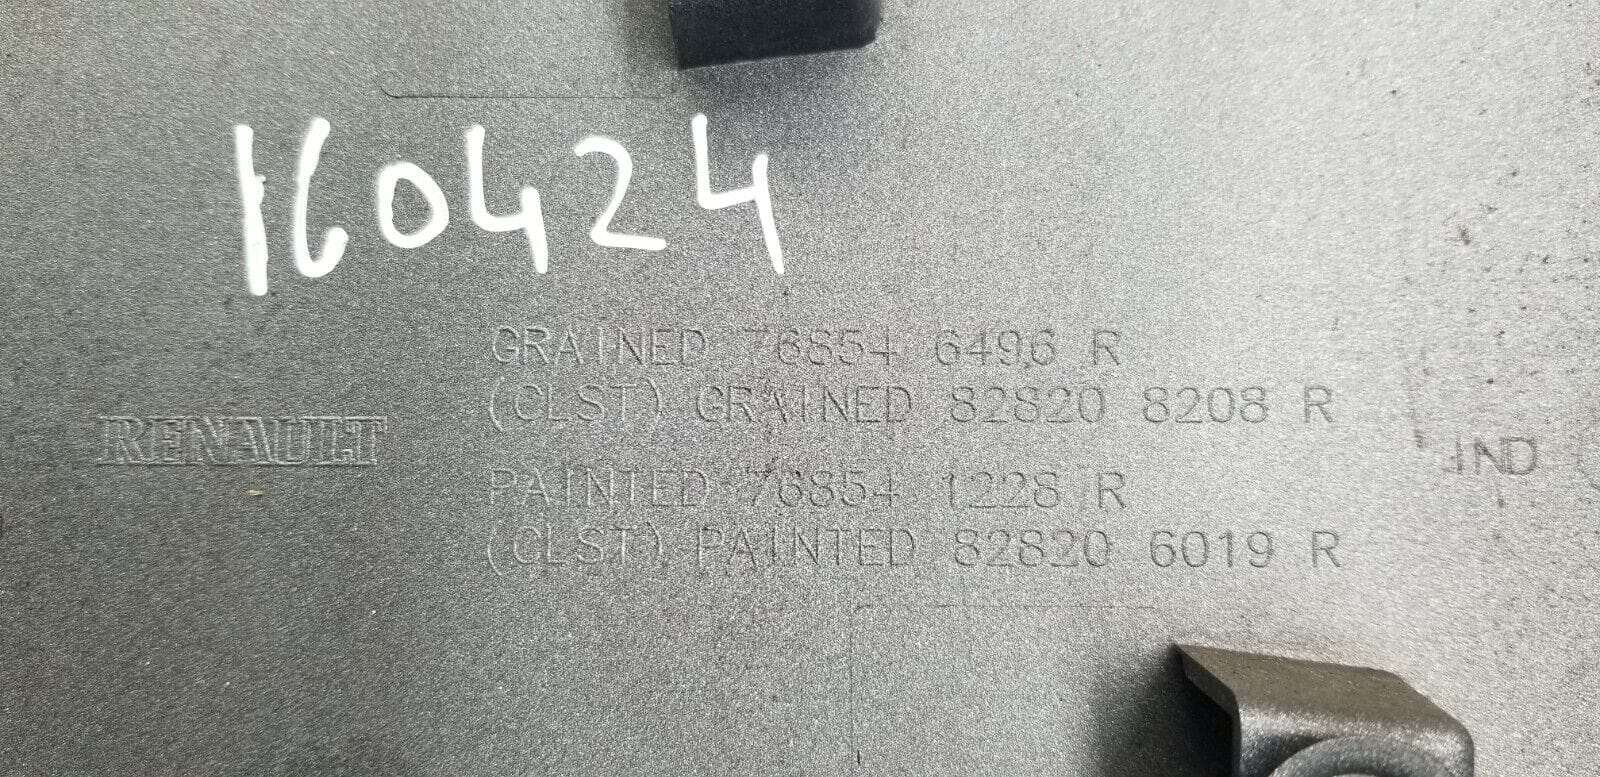 160424
GRAINED 76854 6496 R
(CLST) GRAINED 82820 8208 R
RENAULT
IND
PAINTED 76854 1228 R
(CLST) PAINTED 82820 6019 R